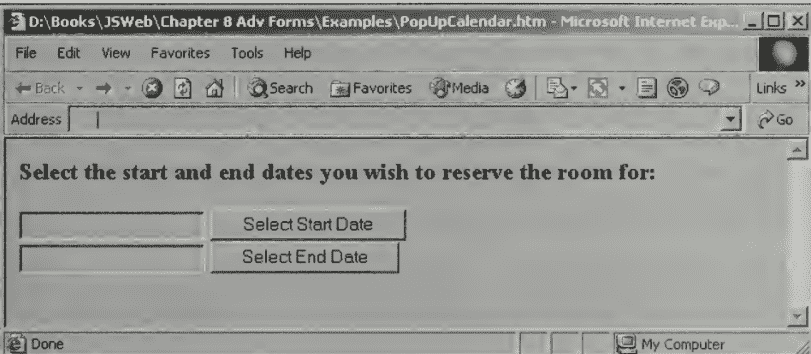 D:\Books\JSWeb\Chapter 8 Adv Forms\Examples\PopUpCalendar.htm - Microsoft Internet Exp...
File Edit View Favorites Tools Help
Back Search Favorites Media Links »
Address Go
Select the start and end dates you wish to reserve the room for:
Select Start Date
Select End Date
Done My Computer